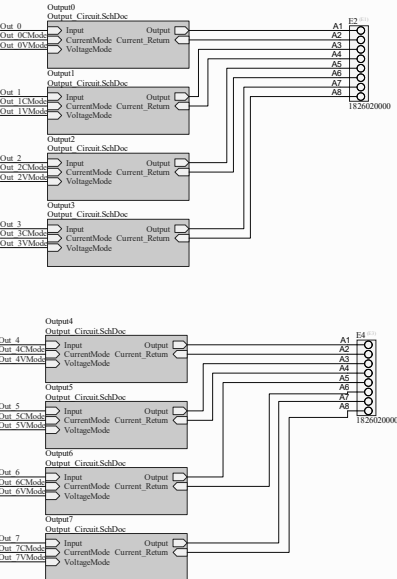 Output0
Output_Circuit.SchDoc
Out_0 Input Output
Out_0CMode CurrentMode Current_Return
Out_0VMode VoltageMode
Output1
Output_Circuit.SchDoc
Out_1 Input Output
Out_1CMode CurrentMode Current_Return
Out_1VMode VoltageMode
Output2
Output_Circuit.SchDoc
Out_2 Input Output
Out_2CMode CurrentMode Current_Return
Out_2VMode VoltageMode
Output3
Output_Circuit.SchDoc
Out_3 Input Output
Out_3CMode CurrentMode Current_Return
Out_3VMode VoltageMode
E2
A1
A2
A3
A4
A5
A6
A7
A8
1826020000
Output4
Output_Circuit.SchDoc
Out_4 Input Output
Out_4CMode CurrentMode Current_Return
Out_4VMode VoltageMode
Output5
Output_Circuit.SchDoc
Out_5 Input Output
Out_5CMode CurrentMode Current_Return
Out_5VMode VoltageMode
Output6
Output_Circuit.SchDoc
Out_6 Input Output
Out_6CMode CurrentMode Current_Return
Out_6VMode VoltageMode
Output7
Output_Circuit.SchDoc
Out_7 Input Output
Out_7CMode CurrentMode Current_Return
Out_7VMode VoltageMode
E4
A1
A2
A3
A4
A5
A6
A7
A8
1826020000